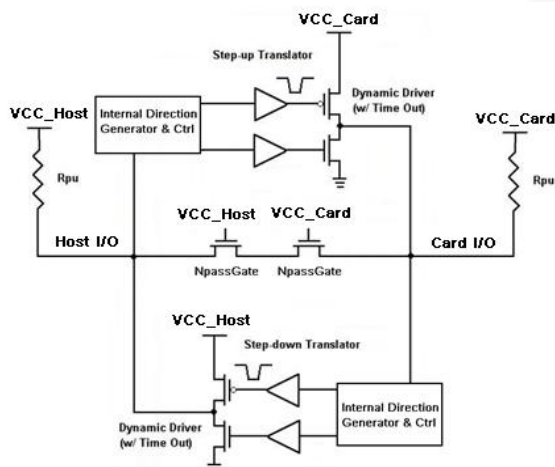 VCC_Card
Step-up Translator
Dynamic Driver
(w/ Time Out)
VCC_Host
Internal Direction
Generator & Ctrl
VCC_Card
Rpu
Rpu
VCC_Host
VCC_Card
Host I/O
Card I/O
NpassGate
NpassGate
VCC_Host
Step-down Translator
Dynamic Driver
(w/ Time Out)
Internal Direction
Generator & Ctrl